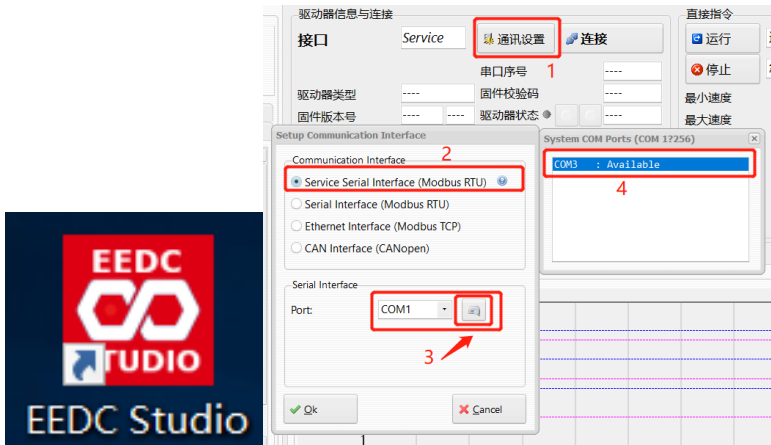 驱动器信息与连接
接口
Service
通讯设置
连接
1
串口序号
----
驱动器类型
----
固件校验码
----
固件版本号
----
----
驱动器状态
----
直接指令
运行
停止
最小速度
最大速度
Setup Communication Interface
2
Communication Interface
Service Serial Interface (Modbus RTU)
Serial Interface (Modbus RTU)
Ethernet Interface (Modbus TCP)
CAN Interface (CANopen)
Serial Interface
Port:
COM1
3
Ok
Cancel
1
System COM Ports (COM 1?256)
COM3 : Available
4
EEDC
STUDIO
EEDC Studio